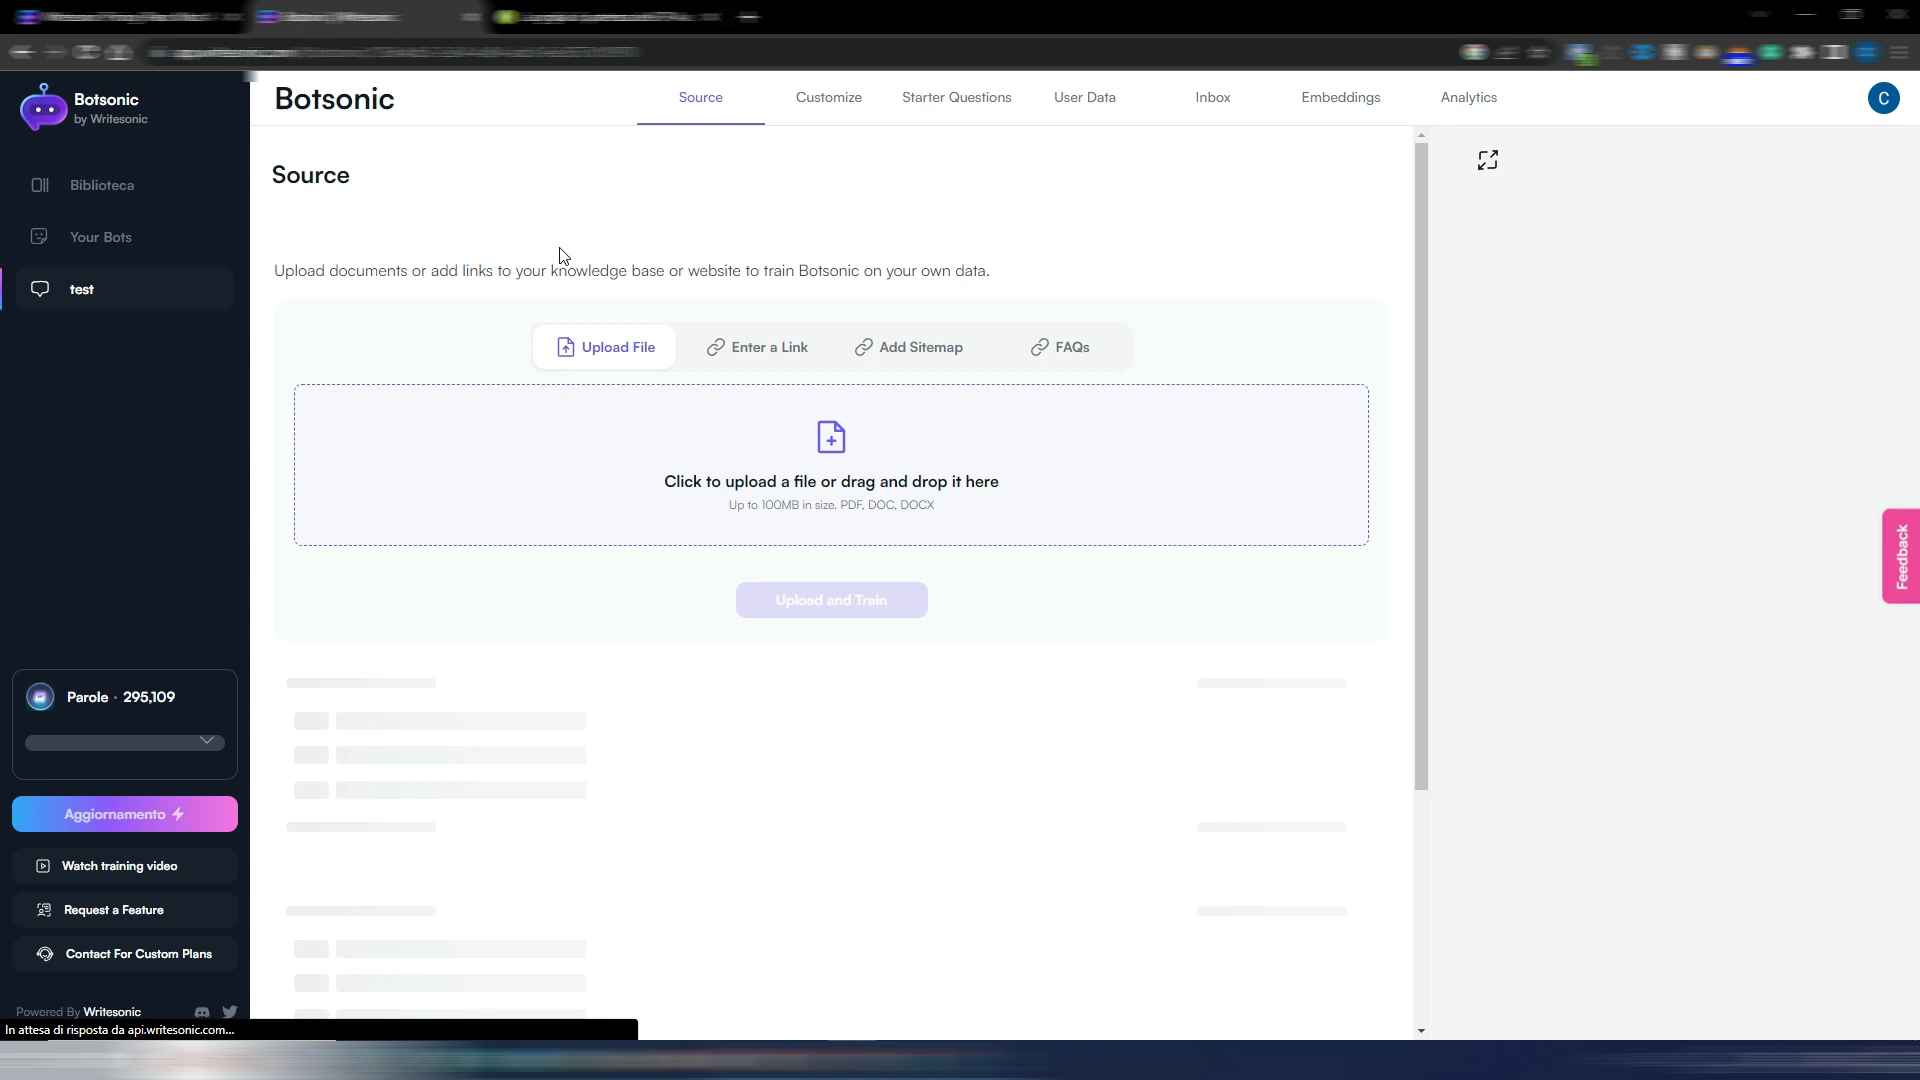 Botsonic
by Writesonic
Biblioteca
Your Bots
test
Parole · 295,109
Aggiornamento
Watch training video
Request a Feature
Contact For Custom Plans
Powered By Writesonic
In attesa di risposta da api.writesonic.com...
Botsonic
Source
Customize
Starter Questions
User Data
Inbox
Embeddings
Analytics
C
Source
Upload documents or add links to your knowledge base or website to train Botsonic on your own data.
Upload File
Enter a Link
Add Sitemap
FAQs
Click to upload a file or drag and drop it here
Up to 100MB in size. PDF, DOC, DOCX
Upload and Train
Feedback